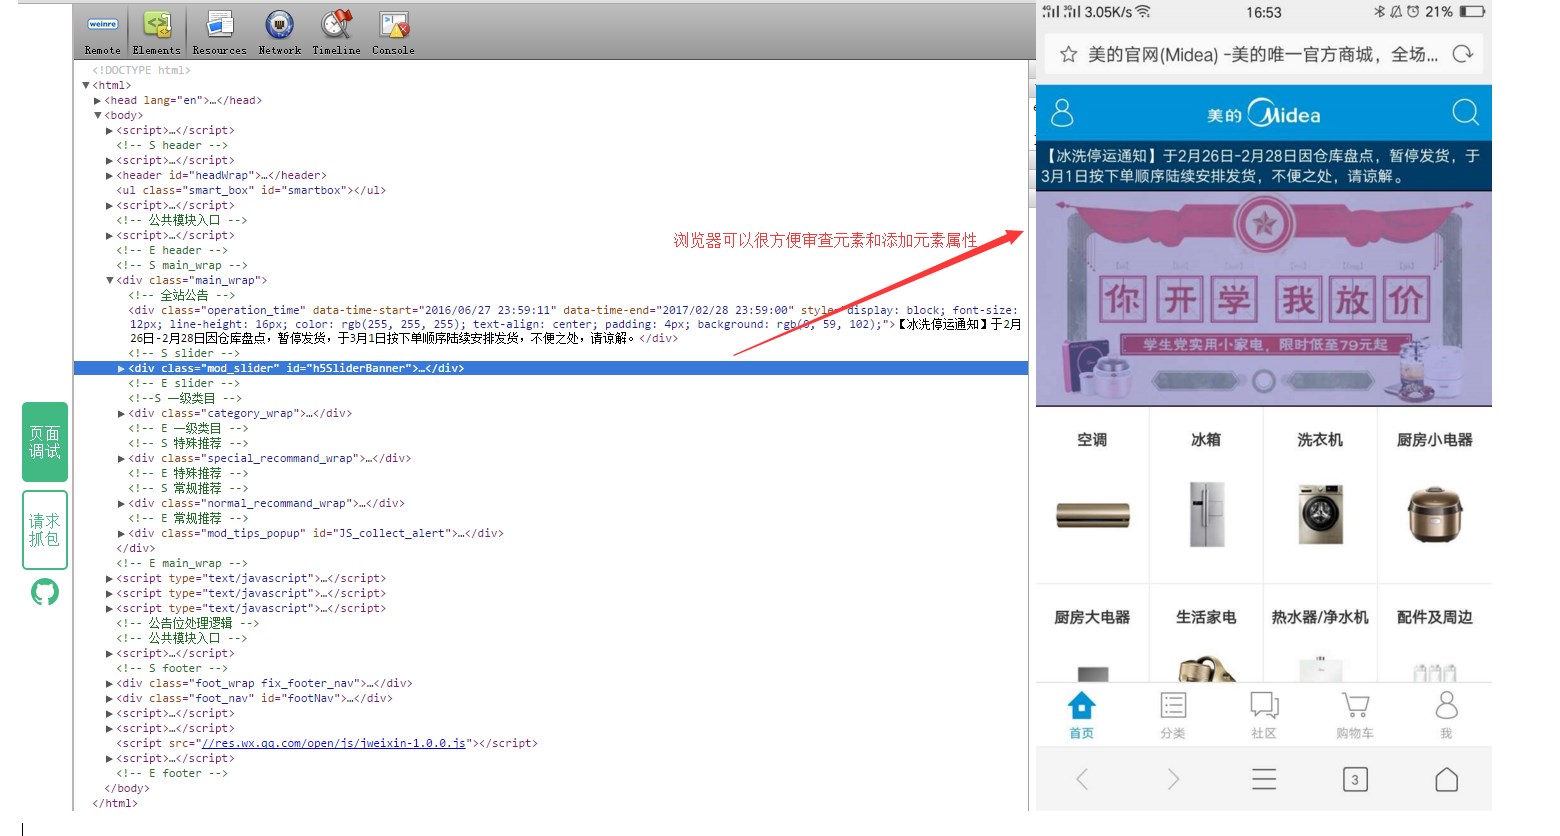 weinre
Remote
Elements
Resources
Network
Timeline
Console
<!DOCTYPE html>
▼<html>
▶<head lang="en">…</head>
▼<body>
▶<script>…</script>
<!-- S header -->
▶<script>…</script>
▶<header id="headWrap">…</header>
<ul class="smart_box" id="smartbox"></ul>
▶<script>…</script>
<!-- 公共模块入口 -->
▶<script>…</script>
<!-- E header -->
<!-- S main_wrap -->
▼<div class="main_wrap">
<!-- 全站公告 -->
<div class="operation_time" data-time-start="2016/06/27 23:59:11" data-time-end="2017/02/28 23:59:00" style="display: block; font-size:
12px; line-height: 16px; color: rgb(255, 255, 255); text-align: center; padding: 4px; background: rgb(0, 59, 102);">【冰洗停运通知】于2月
26日-2月28日因仓库盘点，暂停发货，于3月1日按下单顺序陆续安排发货，不便之处，请谅解。</div>
<!-- S slider -->
▶<div class="mod_slider" id="h5SliderBanner">…</div>
<!-- E slider -->
<!--S 一级类目 -->
▶<div class="category_wrap">…</div>
<!-- E 一级类目 -->
<!-- S 特殊推荐 -->
▶<div class="special_recommand_wrap">…</div>
<!-- E 特殊推荐 -->
<!-- S 常规推荐 -->
▶<div class="normal_recommand_wrap">…</div>
<!-- E 常规推荐 -->
▶<div class="mod_tips_popup" id="JS_collect_alert">…</div>
</div>
<!-- E main_wrap -->
▶<script type="text/javascript">…</script>
▶<script type="text/javascript">…</script>
▶<script type="text/javascript">…</script>
<!-- 公告位处理逻辑 -->
<!-- 公共模块入口 -->
▶<script>…</script>
<!-- S footer -->
▶<div class="foot_wrap fix_footer_nav">…</div>
▶<div class="foot_nav" id="footNav">…</div>
▶<script>…</script>
▶<script>…</script>
<script src="//res.wx.qq.com/open/js/jweixin-1.0.0.js"></script>
▶<script>…</script>
<!-- E footer -->
</body>
</html>
页面
调试
请求
抓包
浏览器可以很方便审查元素和添加元素属性
4G 3G 3.05K/s 16:53 21%
美的官网(Midea) -美的唯一官方商城，全场...
美的 Midea
【冰洗停运通知】于2月26日-2月28日因仓库盘点，暂停发货，于
3月1日按下单顺序陆续安排发货，不便之处，请谅解。
你开学 我放价
学生党实用小家电，限时低至79元起
空调 冰箱 洗衣机 厨房小电器
厨房大电器 生活家电 热水器/净水机 配件及周边
首页 分类 社区 购物车 我
3